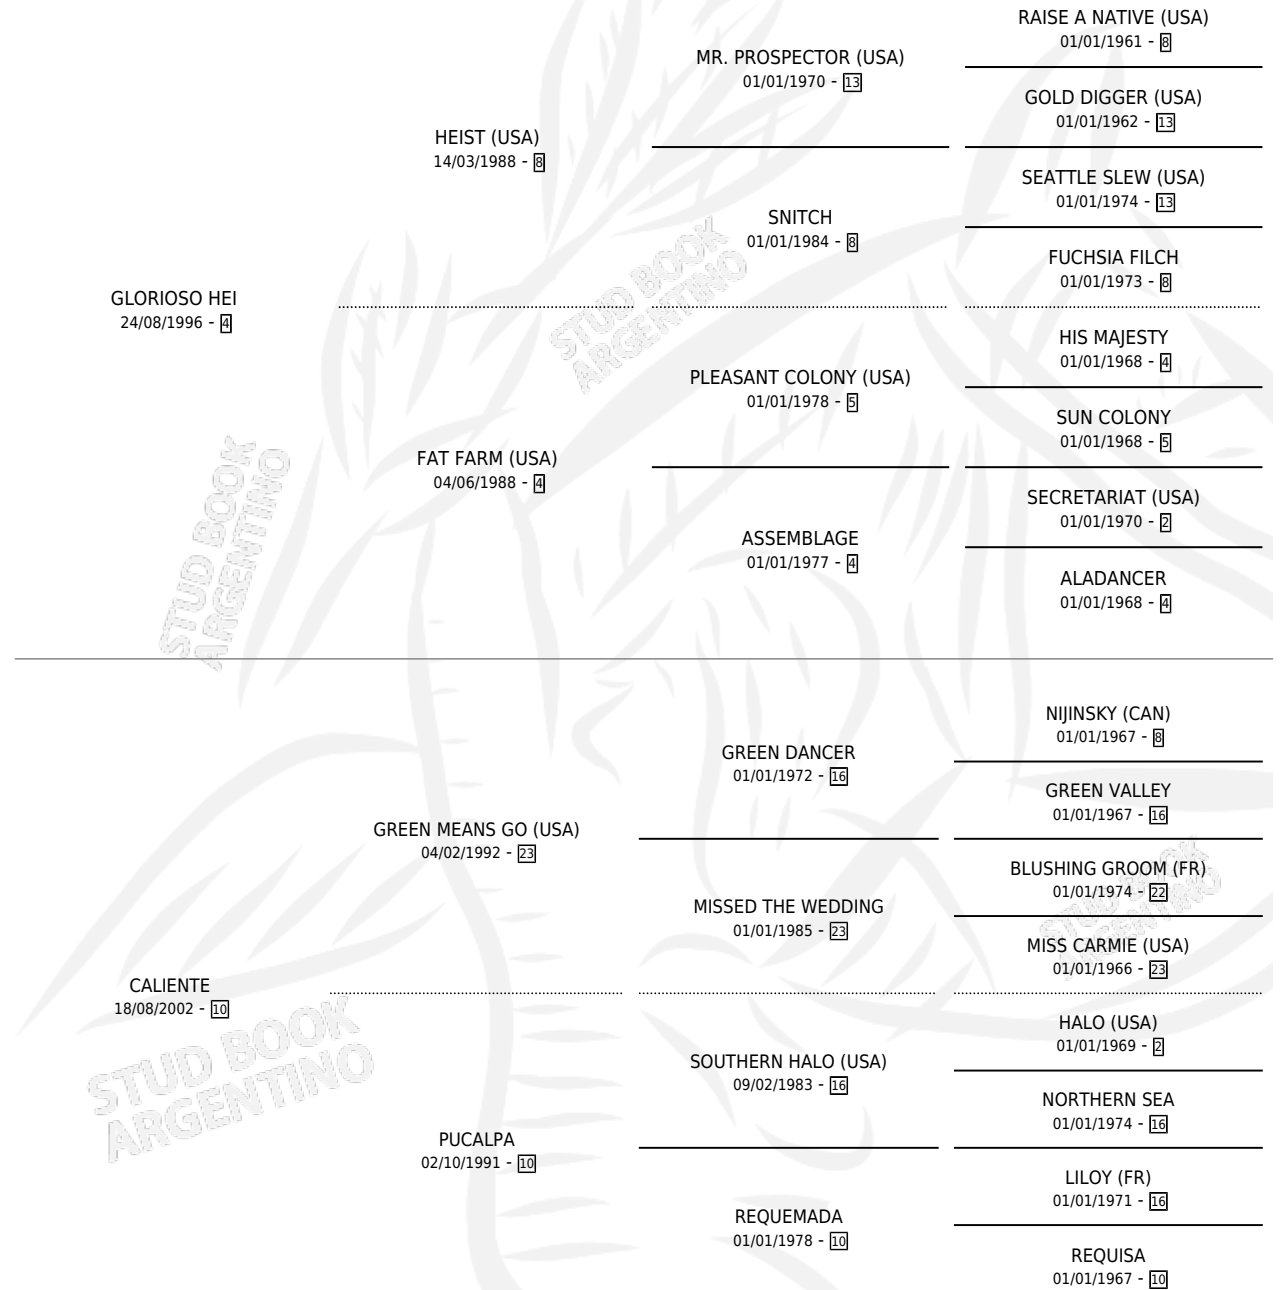 RAISE A NATIVE (USA)
01/01/1961 - 8
MR. PROSPECTOR (USA)
01/01/1970 - 13
GOLD DIGGER (USA)
01/01/1962 - 13
HEIST (USA)
14/03/1988 - 8
SEATTLE SLEW (USA)
01/01/1974 - 13
SNITCH
01/01/1984 - 8
FUCHSIA FILCH
01/01/1973 - 8
GLORIOSO HEI
24/08/1996 - 4
HIS MAJESTY
01/01/1968 - 4
PLEASANT COLONY (USA)
01/01/1978 - 5
SUN COLONY
01/01/1968 - 5
FAT FARM (USA)
04/06/1988 - 4
SECRETARIAT (USA)
01/01/1970 - 2
ASSEMBLAGE
01/01/1977 - 4
ALADANCER
01/01/1968 - 4
STUD BOOK
ARGENTINO
STUD BOOK
ARGENTINO
NIJINSKY (CAN)
01/01/1967 - 8
GREEN DANCER
01/01/1972 - 16
GREEN VALLEY
01/01/1967 - 16
GREEN MEANS GO (USA)
04/02/1992 - 23
BLUSHING GROOM (FR)
01/01/1974 - 22
MISSED THE WEDDING
01/01/1985 - 23
MISS CARMIE (USA)
01/01/1966 - 23
CALIENTE
18/08/2002 - 10
HALO (USA)
01/01/1969 - 2
SOUTHERN HALO (USA)
09/02/1983 - 16
NORTHERN SEA
01/01/1974 - 16
PUCALPA
02/10/1991 - 10
LILOY (FR)
01/01/1971 - 16
REQUEMADA
01/01/1978 - 10
REQUISA
01/01/1967 - 10
STUD BOOK
ARGENTINO
STUD BOOK
ARGENTINO